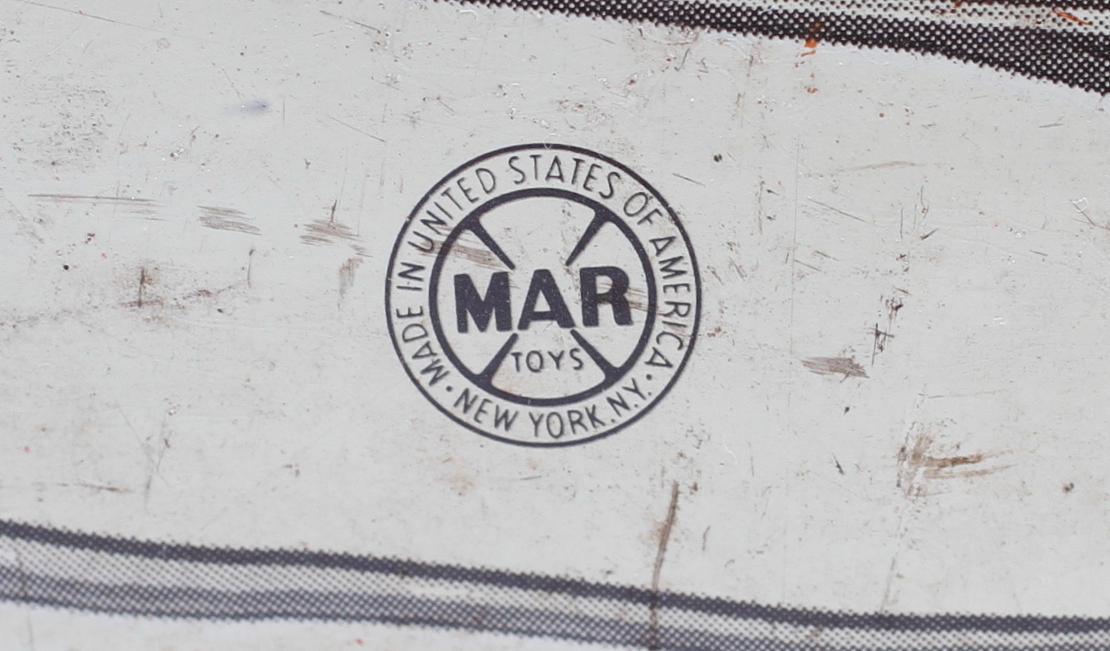 MADE IN UNITED STATES OF AMERICA
MAR
TOYS
· NEW YORK, N.Y. ·